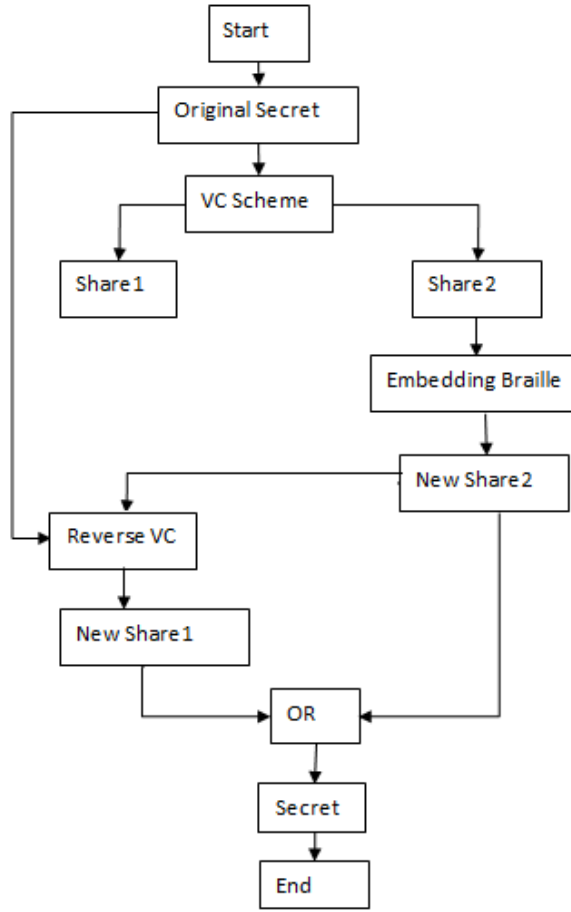 Start
Original Secret
VC Scheme
Share1
Share2
Embedding Braille
New Share2
Reverse VC
New Share1
OR
Secret
End